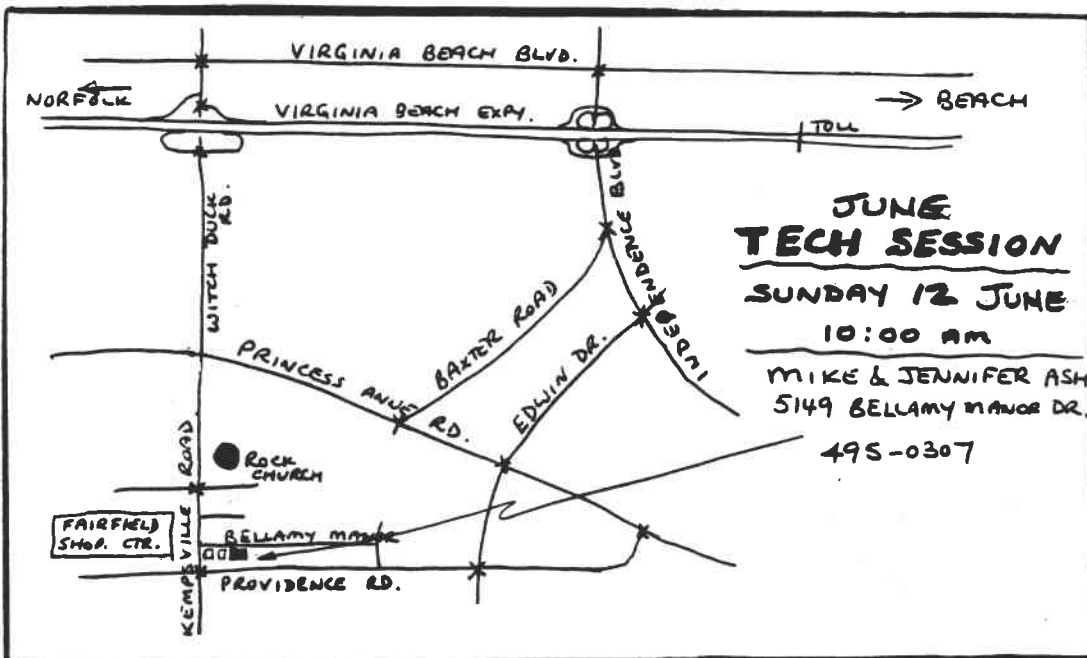 VIRGINIA BEACH BLVD.
NORFOLK
VIRGINIA BEACH EXPY.
BEACH
TOLL
WITCH DUCK RD.
INDEPENDENCE BLVD
JUNE
TECH SESSION
SUNDAY 12 JUNE
10:00 AM
MIKE & JENNIFER ASH
5149 BELLAMY MANOR DR.
495-0307
BAXTER ROAD
PRINCESS ANNE RD.
EDWIN DR.
KEMPSVILLE ROAD
ROCK
CHURCH
FAIRFIELD
SHOP. CTR.
BELLAMY MANOR
PROVIDENCE RD.